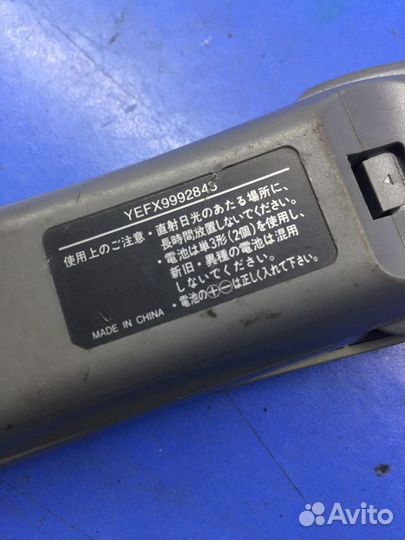 YEFX9992845
使用上のご注意・直射日光のあたる場所に、
長時間放置しないでください。
・電池は単3形(2個)を使用し、
新旧・異種の電池は混用
しないでください。
・電池の⊕⊖は正しく入れて下さい。
MADE IN CHINA
Avito